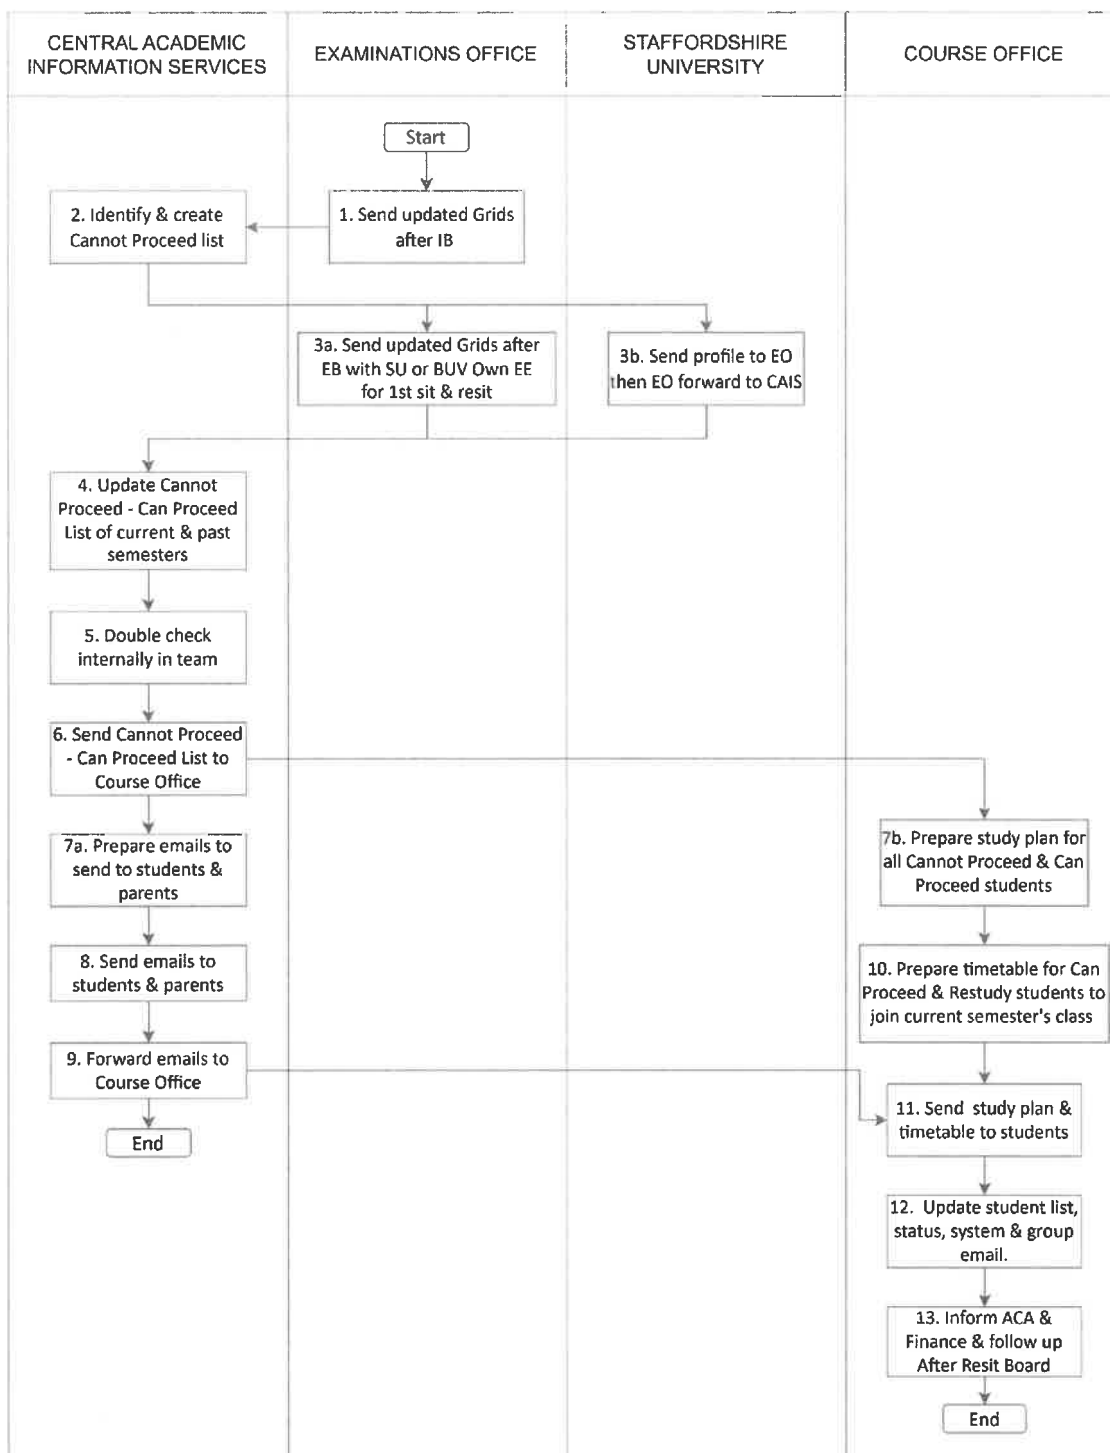 CENTRAL ACADEMIC
INFORMATION SERVICES
EXAMINATIONS OFFICE
STAFFORDSHIRE
UNIVERSITY
COURSE OFFICE
Start
2. Identify & create
Cannot Proceed list
1. Send updated Grids
after IB
3a. Send updated Grids after
EB with SU or BUV Own EE
for 1st sit & resit
3b. Send profile to EO
then EO forward to CAIS
4. Update Cannot
Proceed - Can Proceed
List of current & past
semesters
5. Double check
internally in team
6. Send Cannot Proceed
- Can Proceed List to
Course Office
7a. Prepare emails to
send to students &
parents
7b. Prepare study plan for
all Cannot Proceed & Can
Proceed students
8. Send emails to
students & parents
10. Prepare timetable for Can
Proceed & Restudy students to
join current semester's class
9. Forward emails to
Course Office
11. Send study plan &
timetable to students
End
12. Update student list,
status, system & group
email.
13. Inform ACA &
Finance & follow up
After Resit Board
End